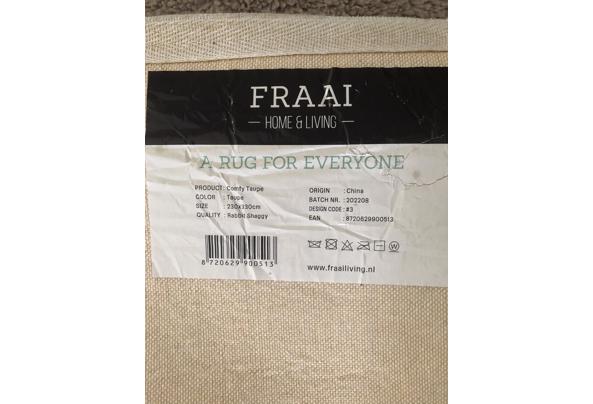 FRAAI
— HOME & LIVING —
A RUG FOR EVERYONE
PRODUCT : Comfy Taupe
COLOR : Taupe
SIZE : 230x130cm
QUALITY : Rabbit Shaggy
ORIGIN : China
BATCH NR. : 202208
DESIGN CODE : #3
EAN : 8720629900513
8 720629 900513
W
www.fraailiving.nl